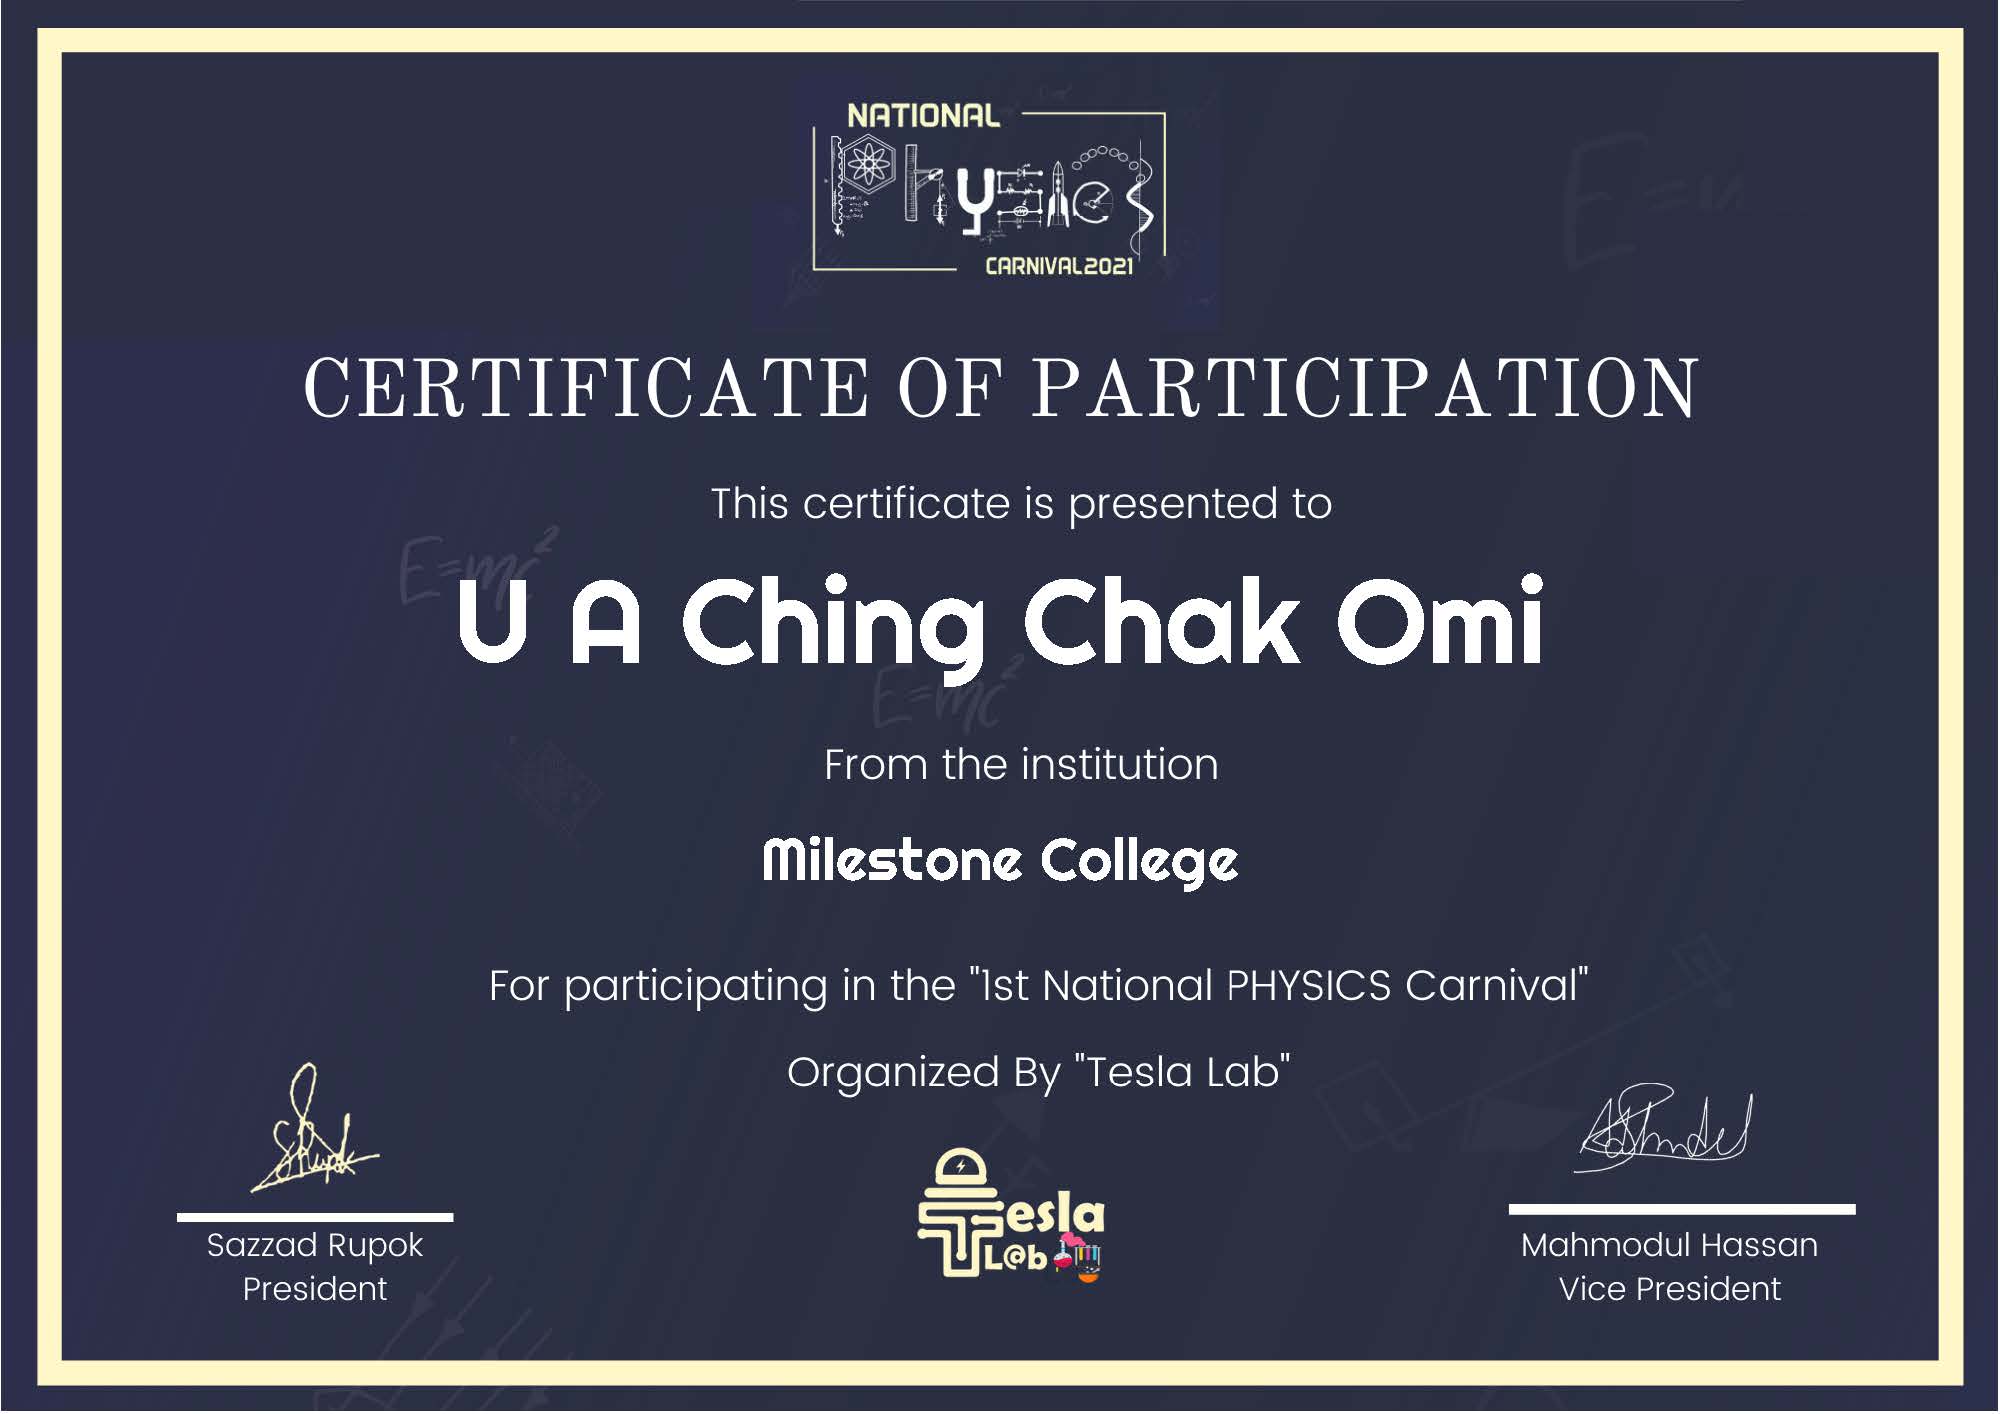 NATIONAL
Physics
CARNIVAL2021
CERTIFICATE OF PARTICIPATION
This certificate is presented to
E=mc²
U A Ching Chak Omi
E=mc²
From the institution
Milestone College
For participating in the "1st National PHYSICS Carnival"
Organized By "Tesla Lab"
Tesla
L@b
Sazzad Rupok
President
Mahmodul Hassan
Vice President